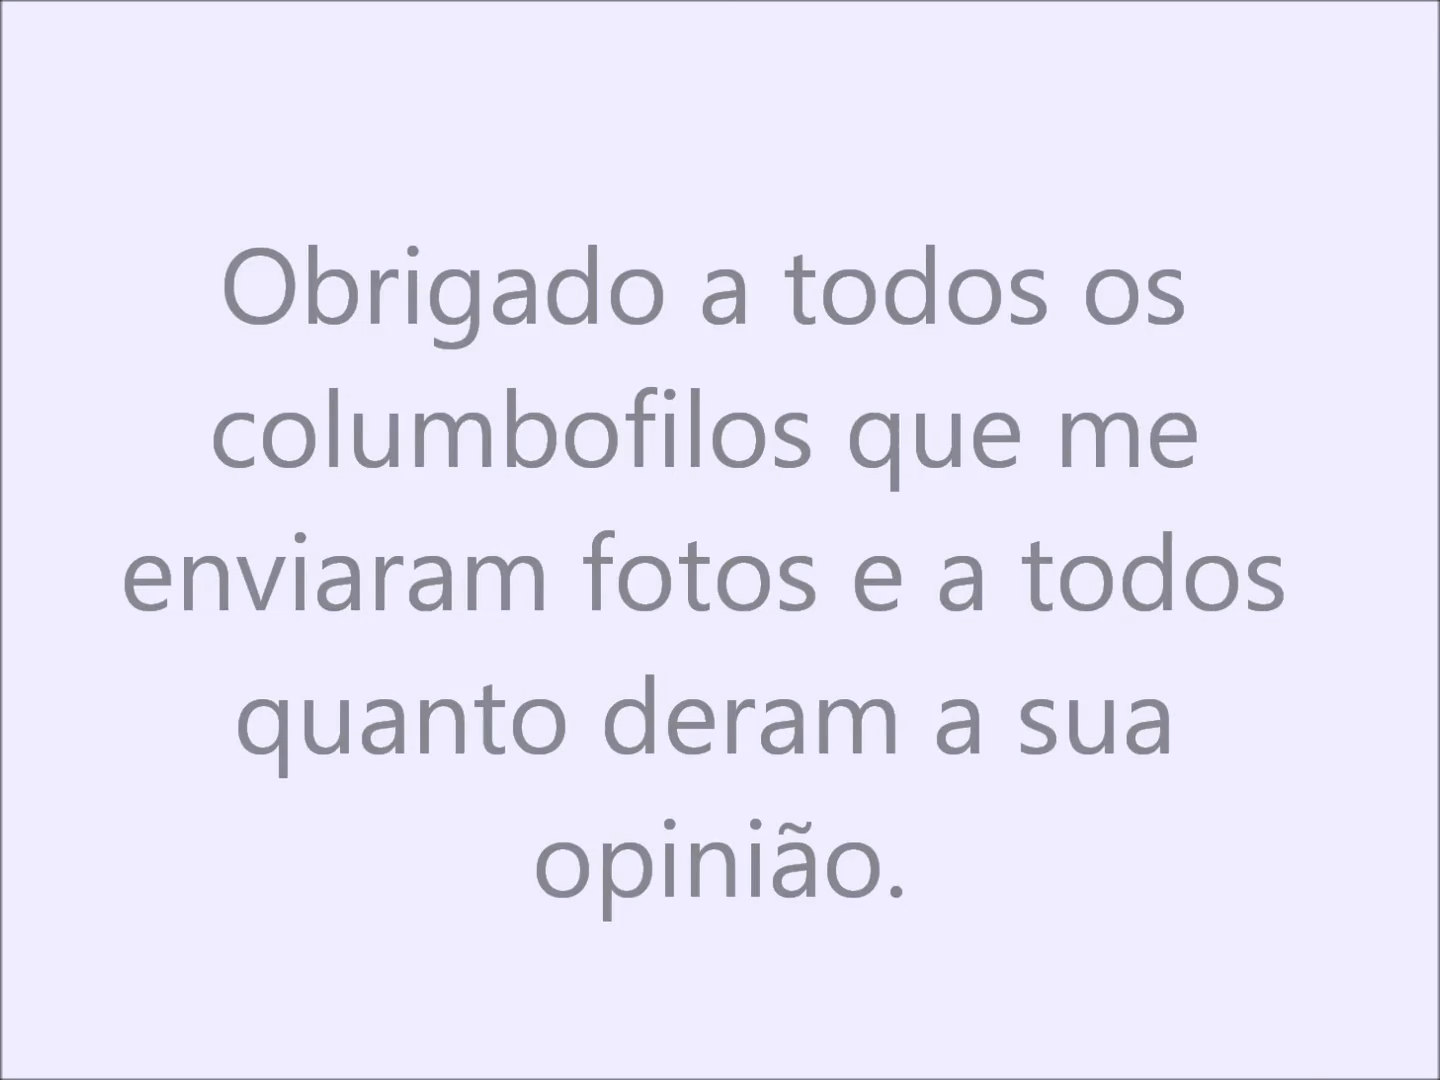 Obrigado a todos os
columbofilos que me
enviaram fotos e a todos
quanto deram a sua
opinião.